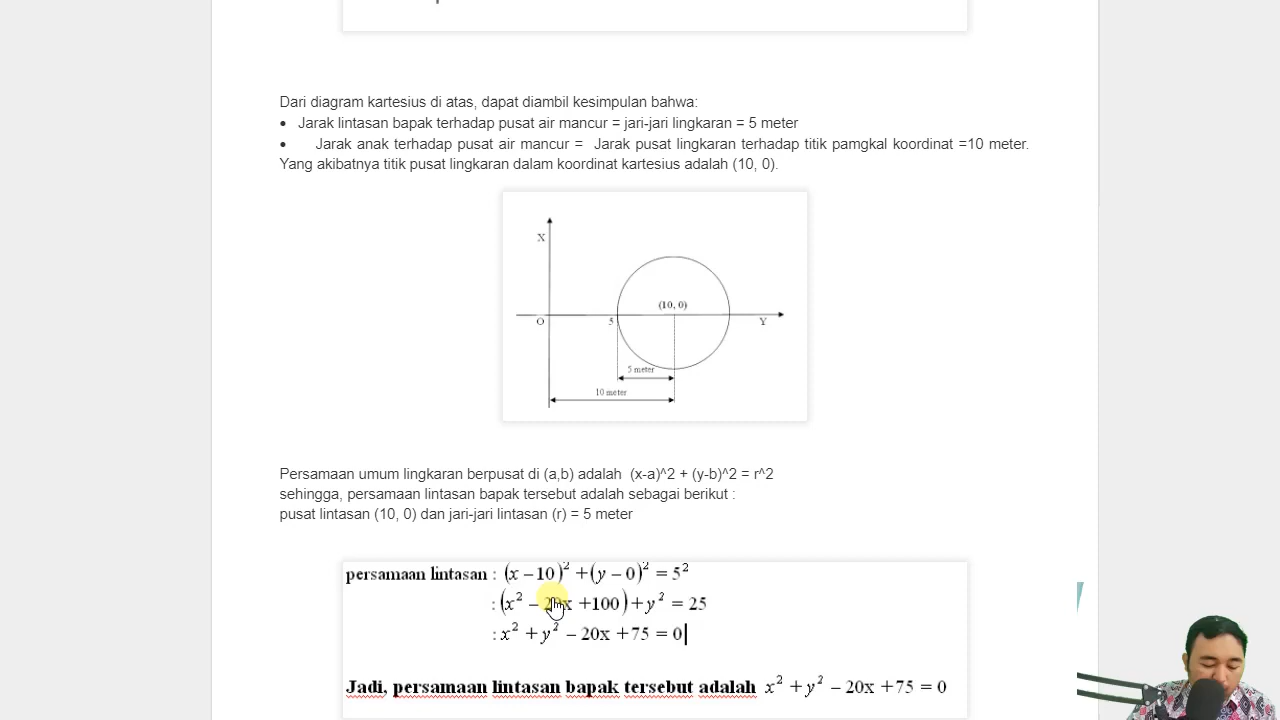 Dari diagram kartesius di atas, dapat diambil kesimpulan bahwa:
• Jarak lintasan bapak terhadap pusat air mancur = jari-jari lingkaran = 5 meter
• Jarak anak terhadap pusat air mancur = Jarak pusat lingkaran terhadap titik pamgkal koordinat =10 meter.
Yang akibatnya titik pusat lingkaran dalam koordinat kartesius adalah (10, 0).
X
(10, 0)
O
5
Y
5 meter
10 meter
Persamaan umum lingkaran berpusat di (a,b) adalah (x-a)^2 + (y-b)^2 = r^2
sehingga, persamaan lintasan bapak tersebut adalah sebagai berikut :
pusat lintasan (10, 0) dan jari-jari lintasan (r) = 5 meter
persamaan lintasan : (x – 10)² + (y – 0)² = 5²
: (x² – 20x + 100) + y² = 25
: x² + y² – 20x + 75 = 0
Jadi, persamaan lintasan bapak tersebut adalah x² + y² – 20x + 75 = 0